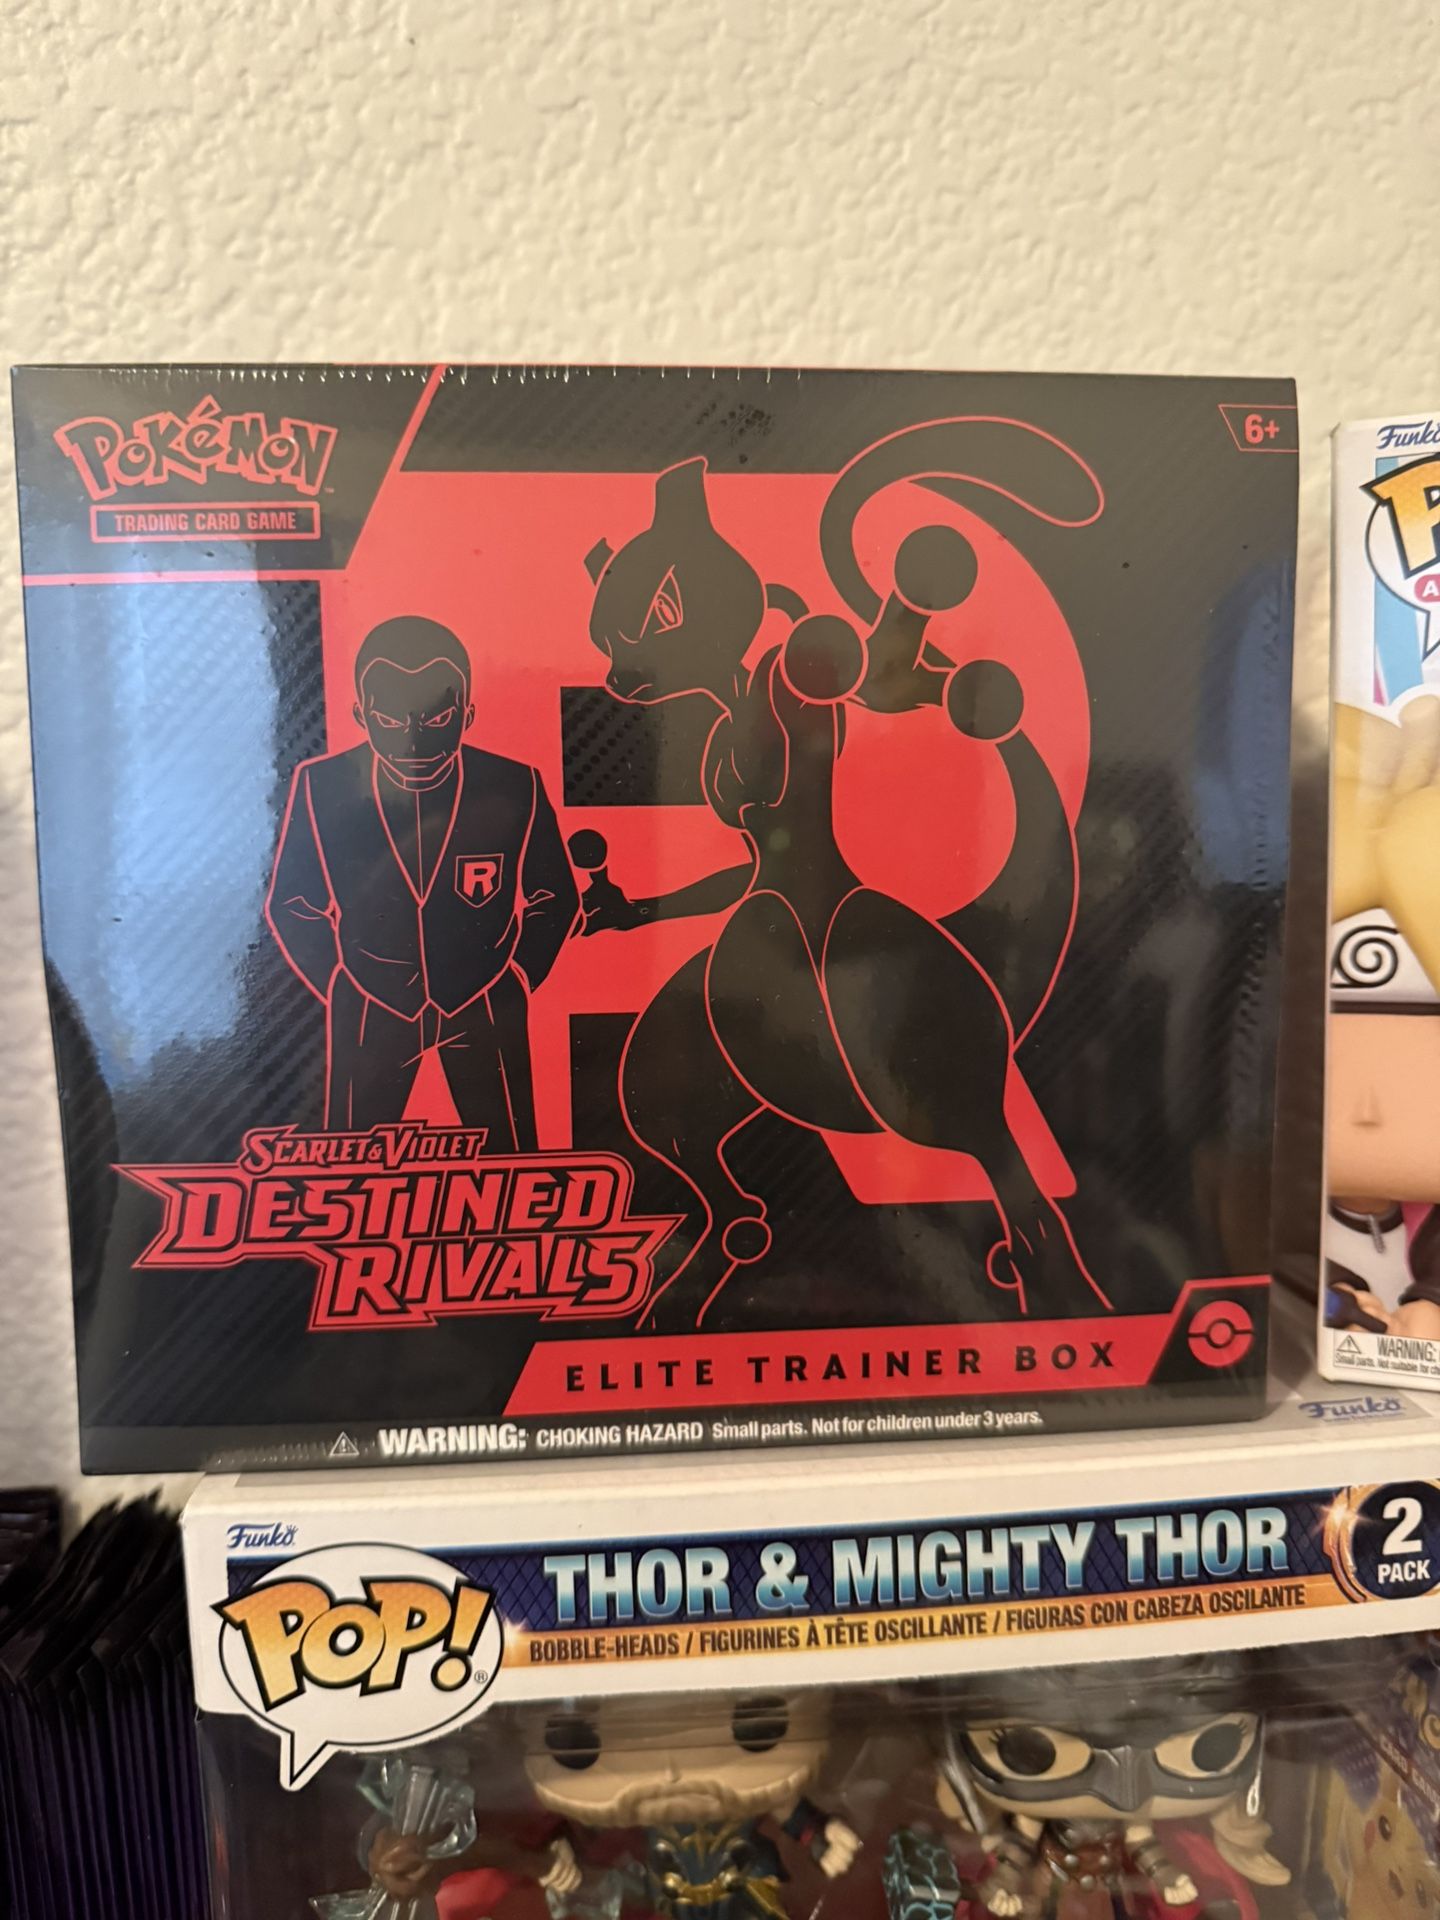 POKéMON
TRADING CARD GAME
6+
R
SCARLET & VIOLET
DESTINED
RIVALS
ELITE TRAINER BOX
WARNING: CHOKING HAZARD Small parts. Not for children under 3 years.
Funko
WARNING:
Funko
Funko
POP!®
THOR & MIGHTY THOR
2
PACK
BOBBLE-HEADS / FIGURINES À TÊTE OSCILLANTE / FIGURAS CON CABEZA OSCILANTE